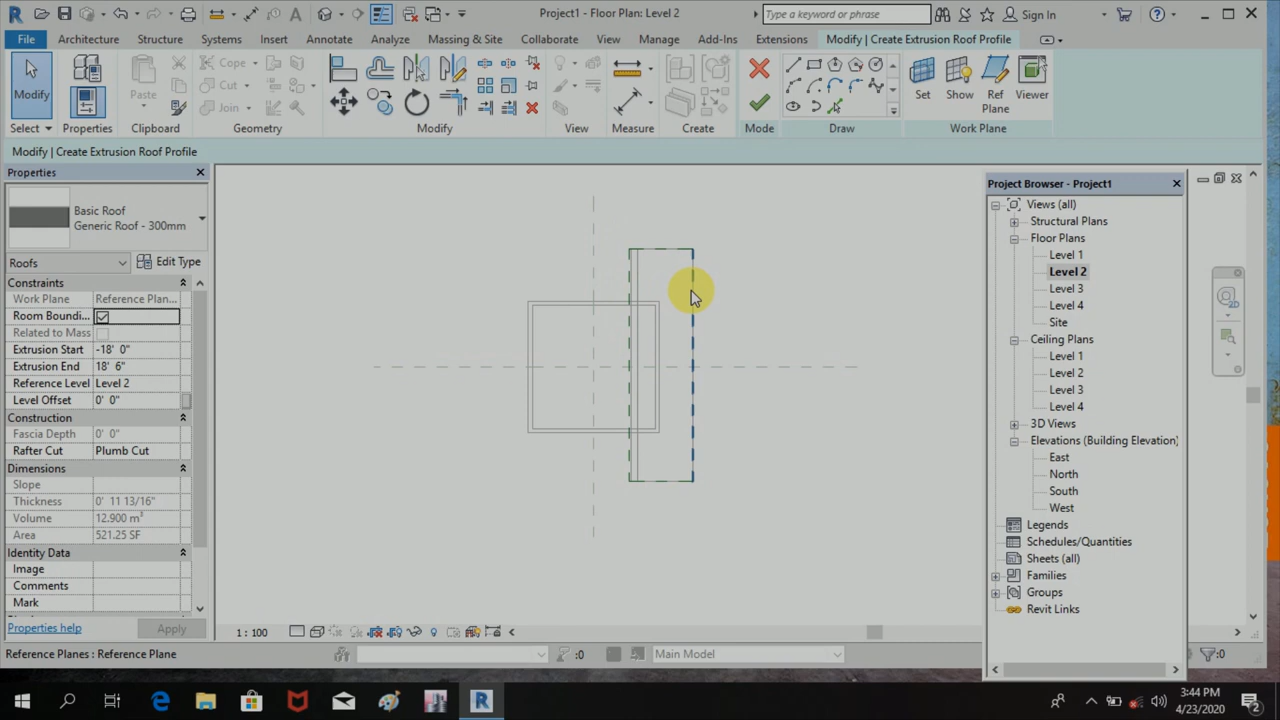 Project1 - Floor Plan: Level 2
Type a keyword or phrase
Sign In
File
Architecture
Structure
Systems
Insert
Annotate
Analyze
Massing & Site
Collaborate
View
Manage
Add-Ins
Extensions
Modify | Create Extrusion Roof Profile
Modify
Paste
Cope
Cut
Join
Set
Show
Ref
Plane
Viewer
Select
Properties
Clipboard
Geometry
Modify
View
Measure
Create
Mode
Draw
Work Plane
Modify | Create Extrusion Roof Profile
Properties
Basic Roof
Generic Roof - 300mm
Roofs
Edit Type
Constraints
Work Plane Reference Plan...
Room Boundi...
Related to Mass
Extrusion Start -18' 0"
Extrusion End 18' 6"
Reference Level Level 2
Level Offset 0' 0"
Construction
Fascia Depth 0' 0"
Rafter Cut Plumb Cut
Dimensions
Slope
Thickness 0' 11 13/16"
Volume 12.900 m³
Area 521.25 SF
Identity Data
Image
Comments
Mark
Properties help
Apply
Project Browser - Project1
Views (all)
Structural Plans
Floor Plans
Level 1
Level 2
Level 3
Level 4
Site
Ceiling Plans
Level 1
Level 2
Level 3
Level 4
3D Views
Elevations (Building Elevation)
East
North
South
West
Legends
Schedules/Quantities
Sheets (all)
Families
Groups
Revit Links
1 : 100
Reference Planes : Reference Plane
:0
Main Model
:0
3:44 PM
4/23/2020
2